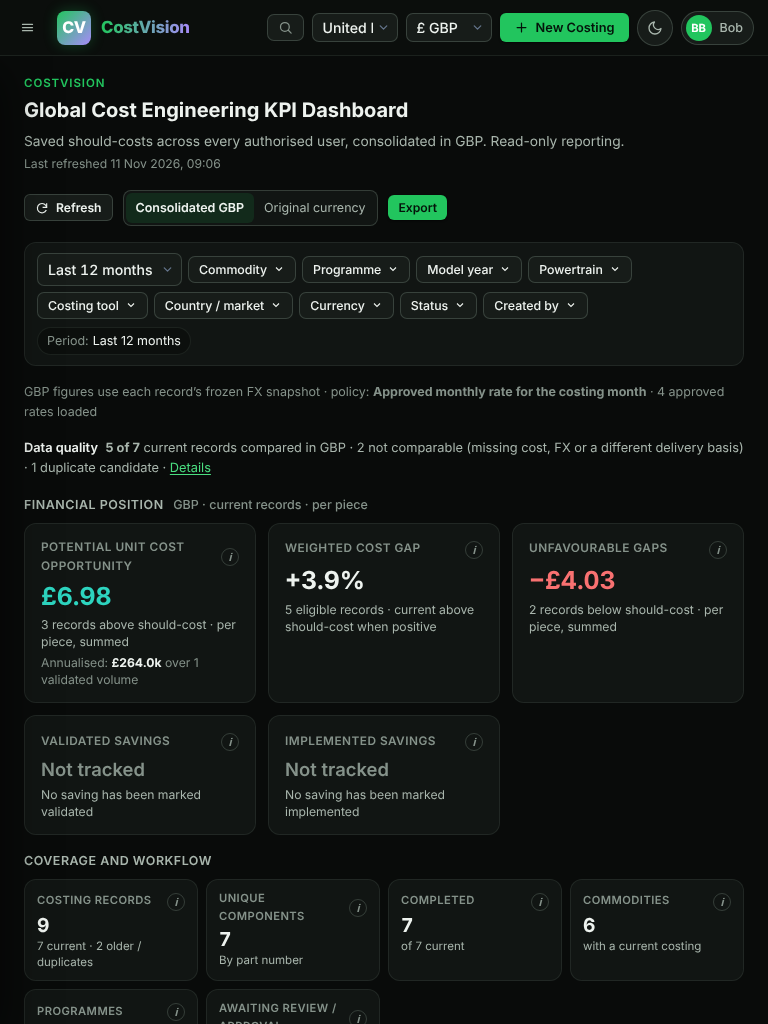 CV CostVision United I £ GBP + New Costing BB Bob
COSTVISION
Global Cost Engineering KPI Dashboard
Saved should-costs across every authorised user, consolidated in GBP. Read-only reporting.
Last refreshed 11 Nov 2026, 09:06
Refresh Consolidated GBP Original currency Export
Last 12 months Commodity Programme Model year Powertrain
Costing tool Country / market Currency Status Created by
Period: Last 12 months
GBP figures use each record’s frozen FX snapshot · policy: Approved monthly rate for the costing month · 4 approved
rates loaded
Data quality 5 of 7 current records compared in GBP · 2 not comparable (missing cost, FX or a different delivery basis)
· 1 duplicate candidate · Details
FINANCIAL POSITION GBP · current records · per piece
POTENTIAL UNIT COST
OPPORTUNITY
i
£6.98
3 records above should-cost · per
piece, summed
Annualised: £264.0k over 1
validated volume
WEIGHTED COST GAP i
+3.9%
5 eligible records · current above
should-cost when positive
UNFAVOURABLE GAPS i
−£4.03
2 records below should-cost · per
piece, summed
VALIDATED SAVINGS i
Not tracked
No saving has been marked
validated
IMPLEMENTED SAVINGS i
Not tracked
No saving has been marked
implemented
COVERAGE AND WORKFLOW
COSTING RECORDS i
9
7 current · 2 older /
duplicates
UNIQUE
COMPONENTS
i
7
By part number
COMPLETED i
7
of 7 current
COMMODITIES i
6
with a current costing
PROGRAMMES i
AWAITING REVIEW /
APPROVAL
i